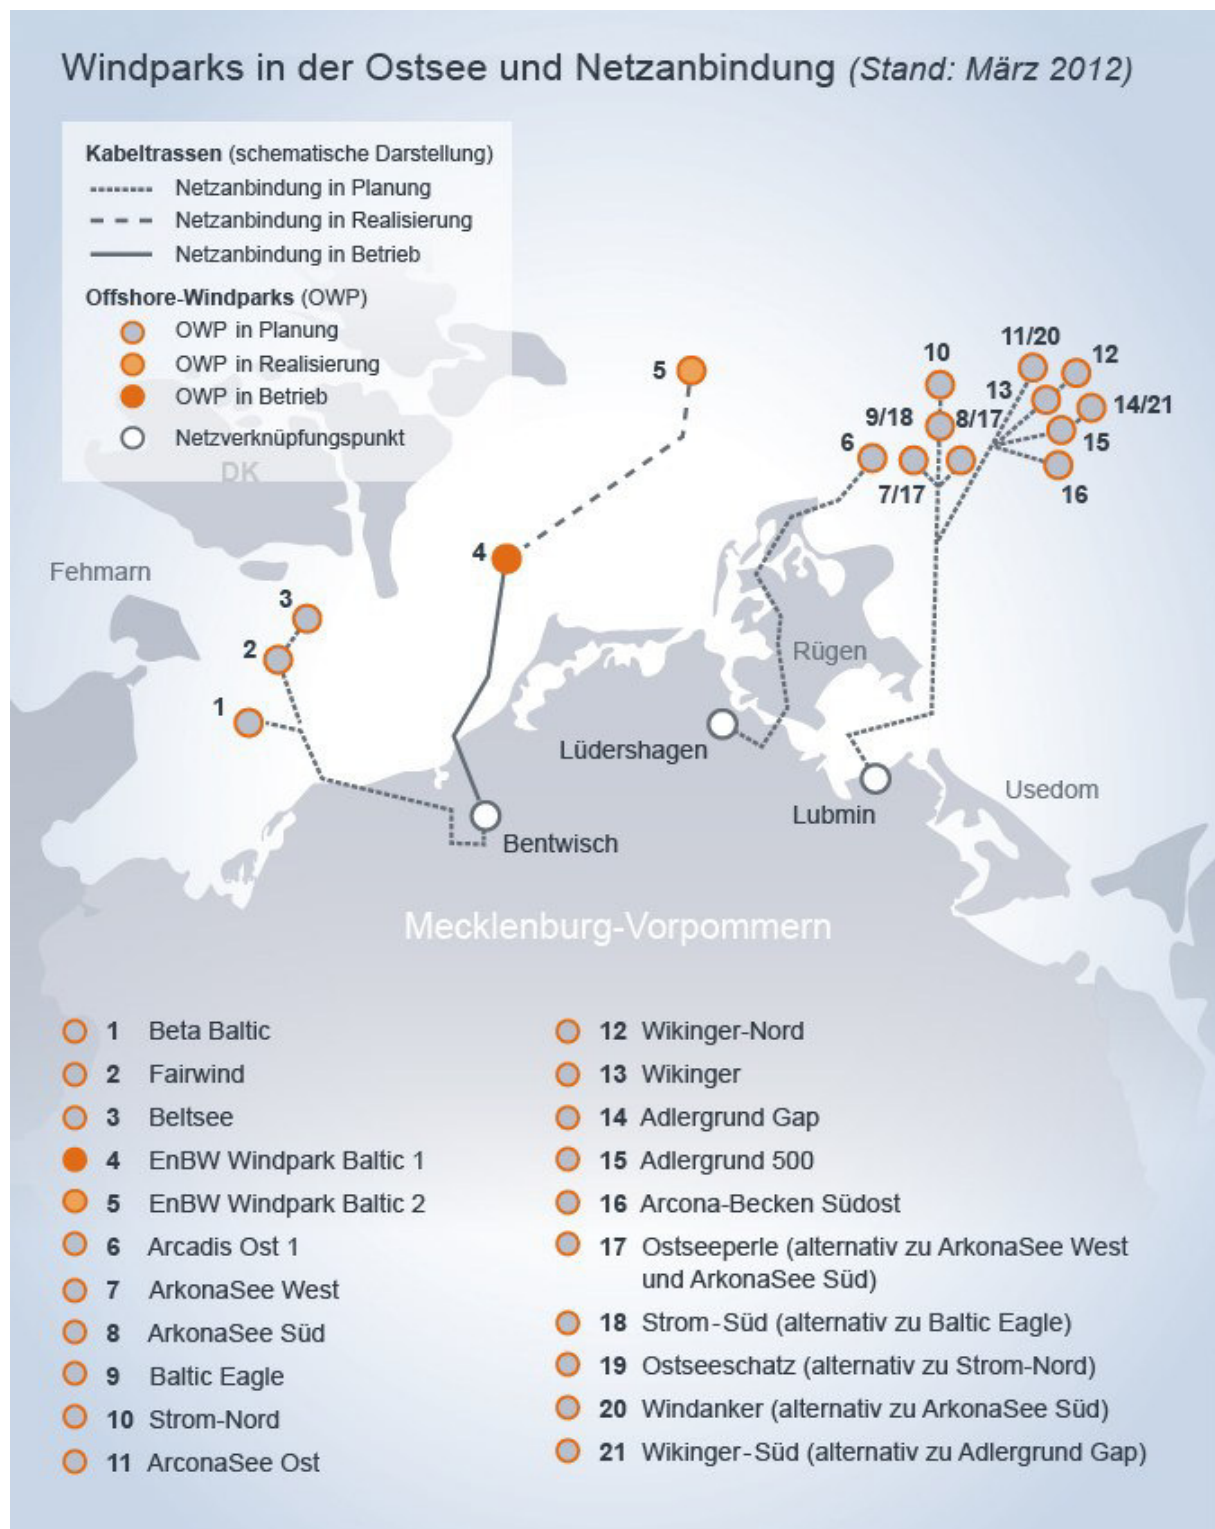 Windparks in der Ostsee und Netzanbindung (Stand: März 2012)
Kabeltrassen (schematische Darstellung)
Netzanbindung in Planung
Netzanbindung in Realisierung
Netzanbindung in Betrieb
Offshore-Windparks (OWP)
OWP in Planung
OWP in Realisierung
OWP in Betrieb
Netzverknüpfungspunkt
DK
11/20
10
12
5
13
14/21
9/18
8/17
6
15
7/17
16
4
Fehmarn
3
2
Rügen
1
Lüdershagen
Usedom
Lubmin
Bentwisch
Mecklenburg-Vorpommern
1 Beta Baltic
2 Fairwind
3 Beltsee
4 EnBW Windpark Baltic 1
5 EnBW Windpark Baltic 2
6 Arcadis Ost 1
7 ArkonaSee West
8 ArkonaSee Süd
9 Baltic Eagle
10 Strom-Nord
11 ArconaSee Ost
12 Wikinger-Nord
13 Wikinger
14 Adlergrund Gap
15 Adlergrund 500
16 Arcona-Becken Südost
17 Ostseeperle (alternativ zu ArkonaSee West
und ArkonaSee Süd)
18 Strom-Süd (alternativ zu Baltic Eagle)
19 Ostseeschatz (alternativ zu Strom-Nord)
20 Windanker (alternativ zu ArkonaSee Süd)
21 Wikinger-Süd (alternativ zu Adlergrund Gap)